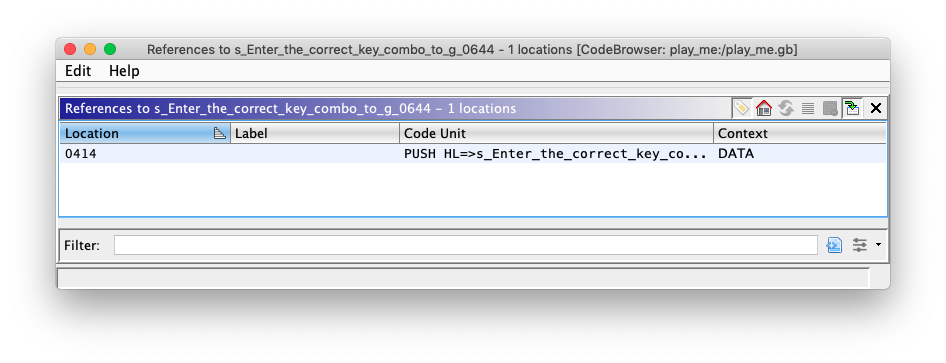 References to s_Enter_the_correct_key_combo_to_g_0644 - 1 locations [CodeBrowser: play_me:/play_me.gb]
Edit Help
References to s_Enter_the_correct_key_combo_to_g_0644 - 1 locations
Location Label Code Unit Context
0414 PUSH HL=>s_Enter_the_correct_key_co... DATA
Filter: